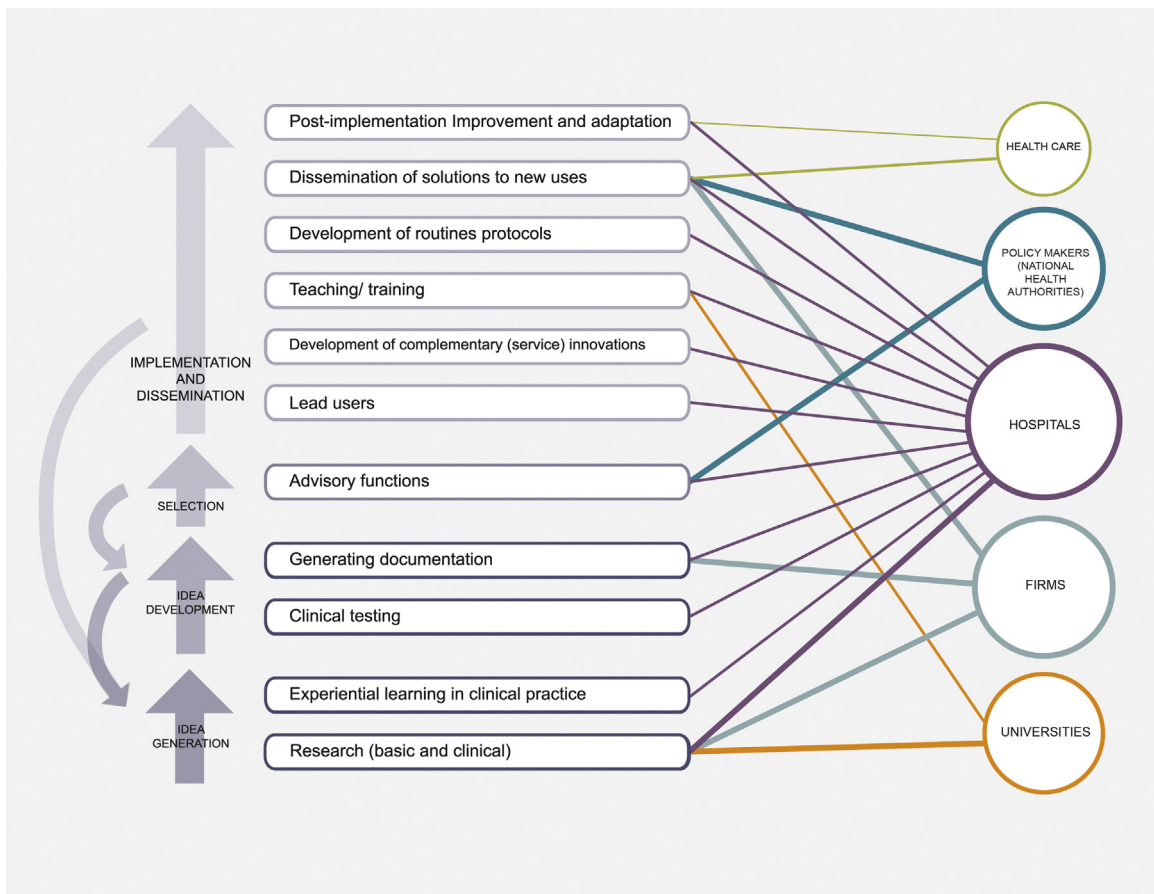 Post-implementation Improvement and adaptation
Dissemination of solutions to new uses
Development of routines protocols
Teaching/ training
Development of complementary (service) innovations
Lead users
Advisory functions
Generating documentation
Clinical testing
Experiential learning in clinical practice
Research (basic and clinical)
IMPLEMENTATION
AND
DISSEMINATION
SELECTION
IDEA
DEVELOPMENT
IDEA
GENERATION
HEALTH CARE
POLICY MAKERS
(NATIONAL
HEALTH
AUTHORITIES)
HOSPITALS
FIRMS
UNIVERSITIES